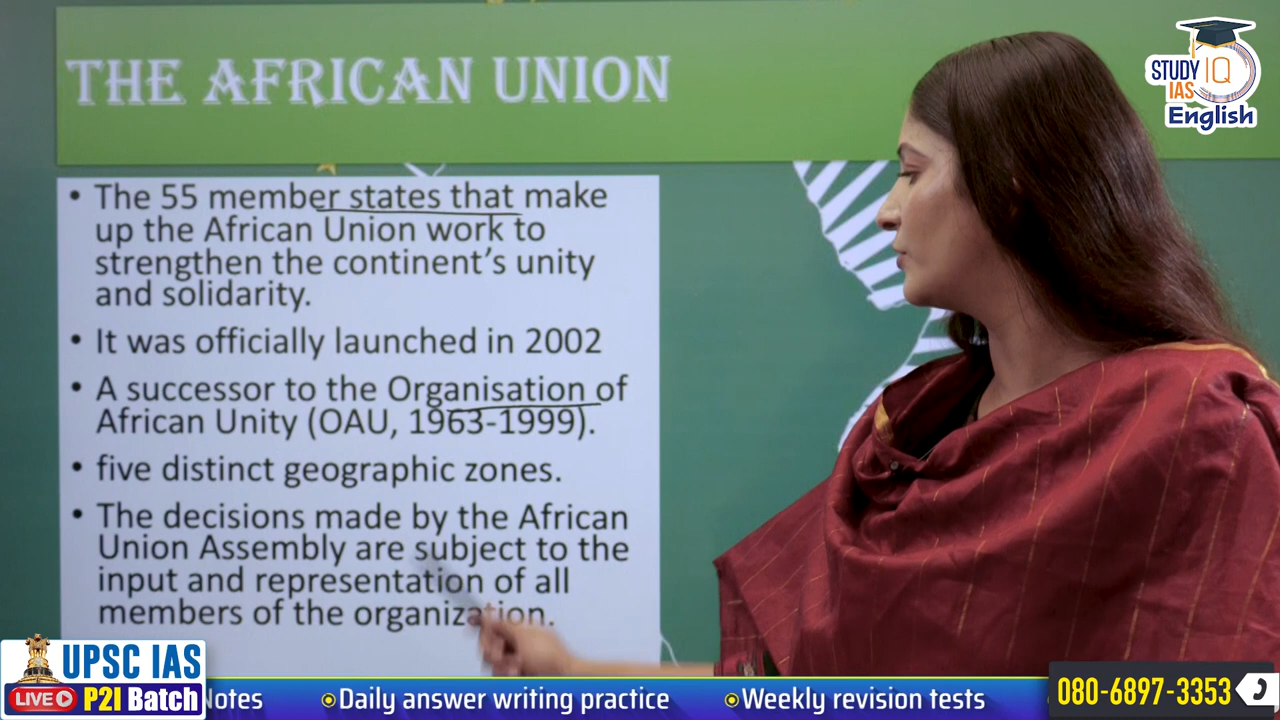 THE AFRICAN UNION
STUDY IQ
IAS
English
• The 55 member states that make
up the African Union work to
strengthen the continent's unity
and solidarity.
• It was officially launched in 2002
• A successor to the Organisation of
African Unity (OAU, 1963-1999).
• five distinct geographic zones.
• The decisions made by the African
Union Assembly are subject to the
input and representation of all
members of the organization.
UPSC IAS
LIVE P2I Batch
Notes
Daily answer writing practice
Weekly revision tests
080-6897-3353